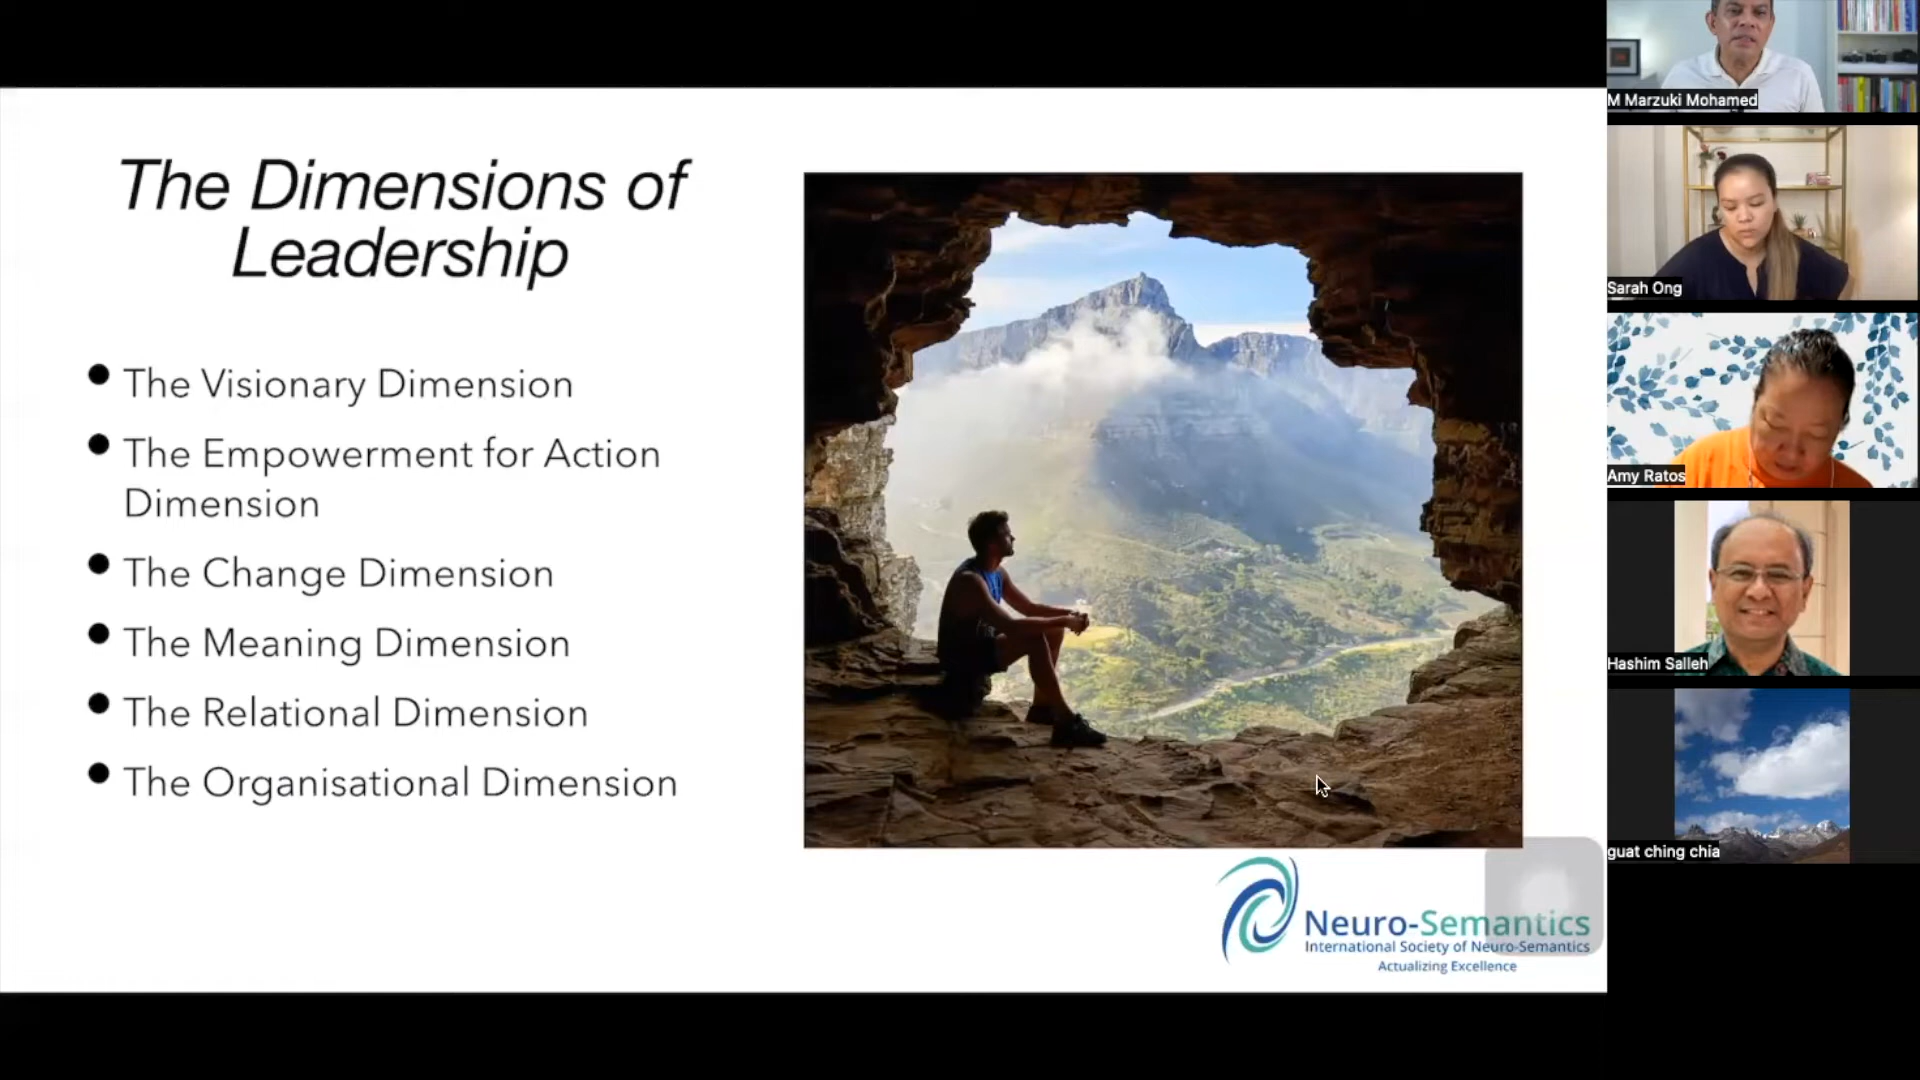 The Dimensions of
Leadership
The Visionary Dimension
The Empowerment for Action
Dimension
The Change Dimension
The Meaning Dimension
The Relational Dimension
The Organisational Dimension
Neuro-Semantics
International Society of Neuro-Semantics
Actualizing Excellence
M Marzuki Mohamed
Sarah Ong
Amy Ratos
Hashim Salleh
guat ching chia